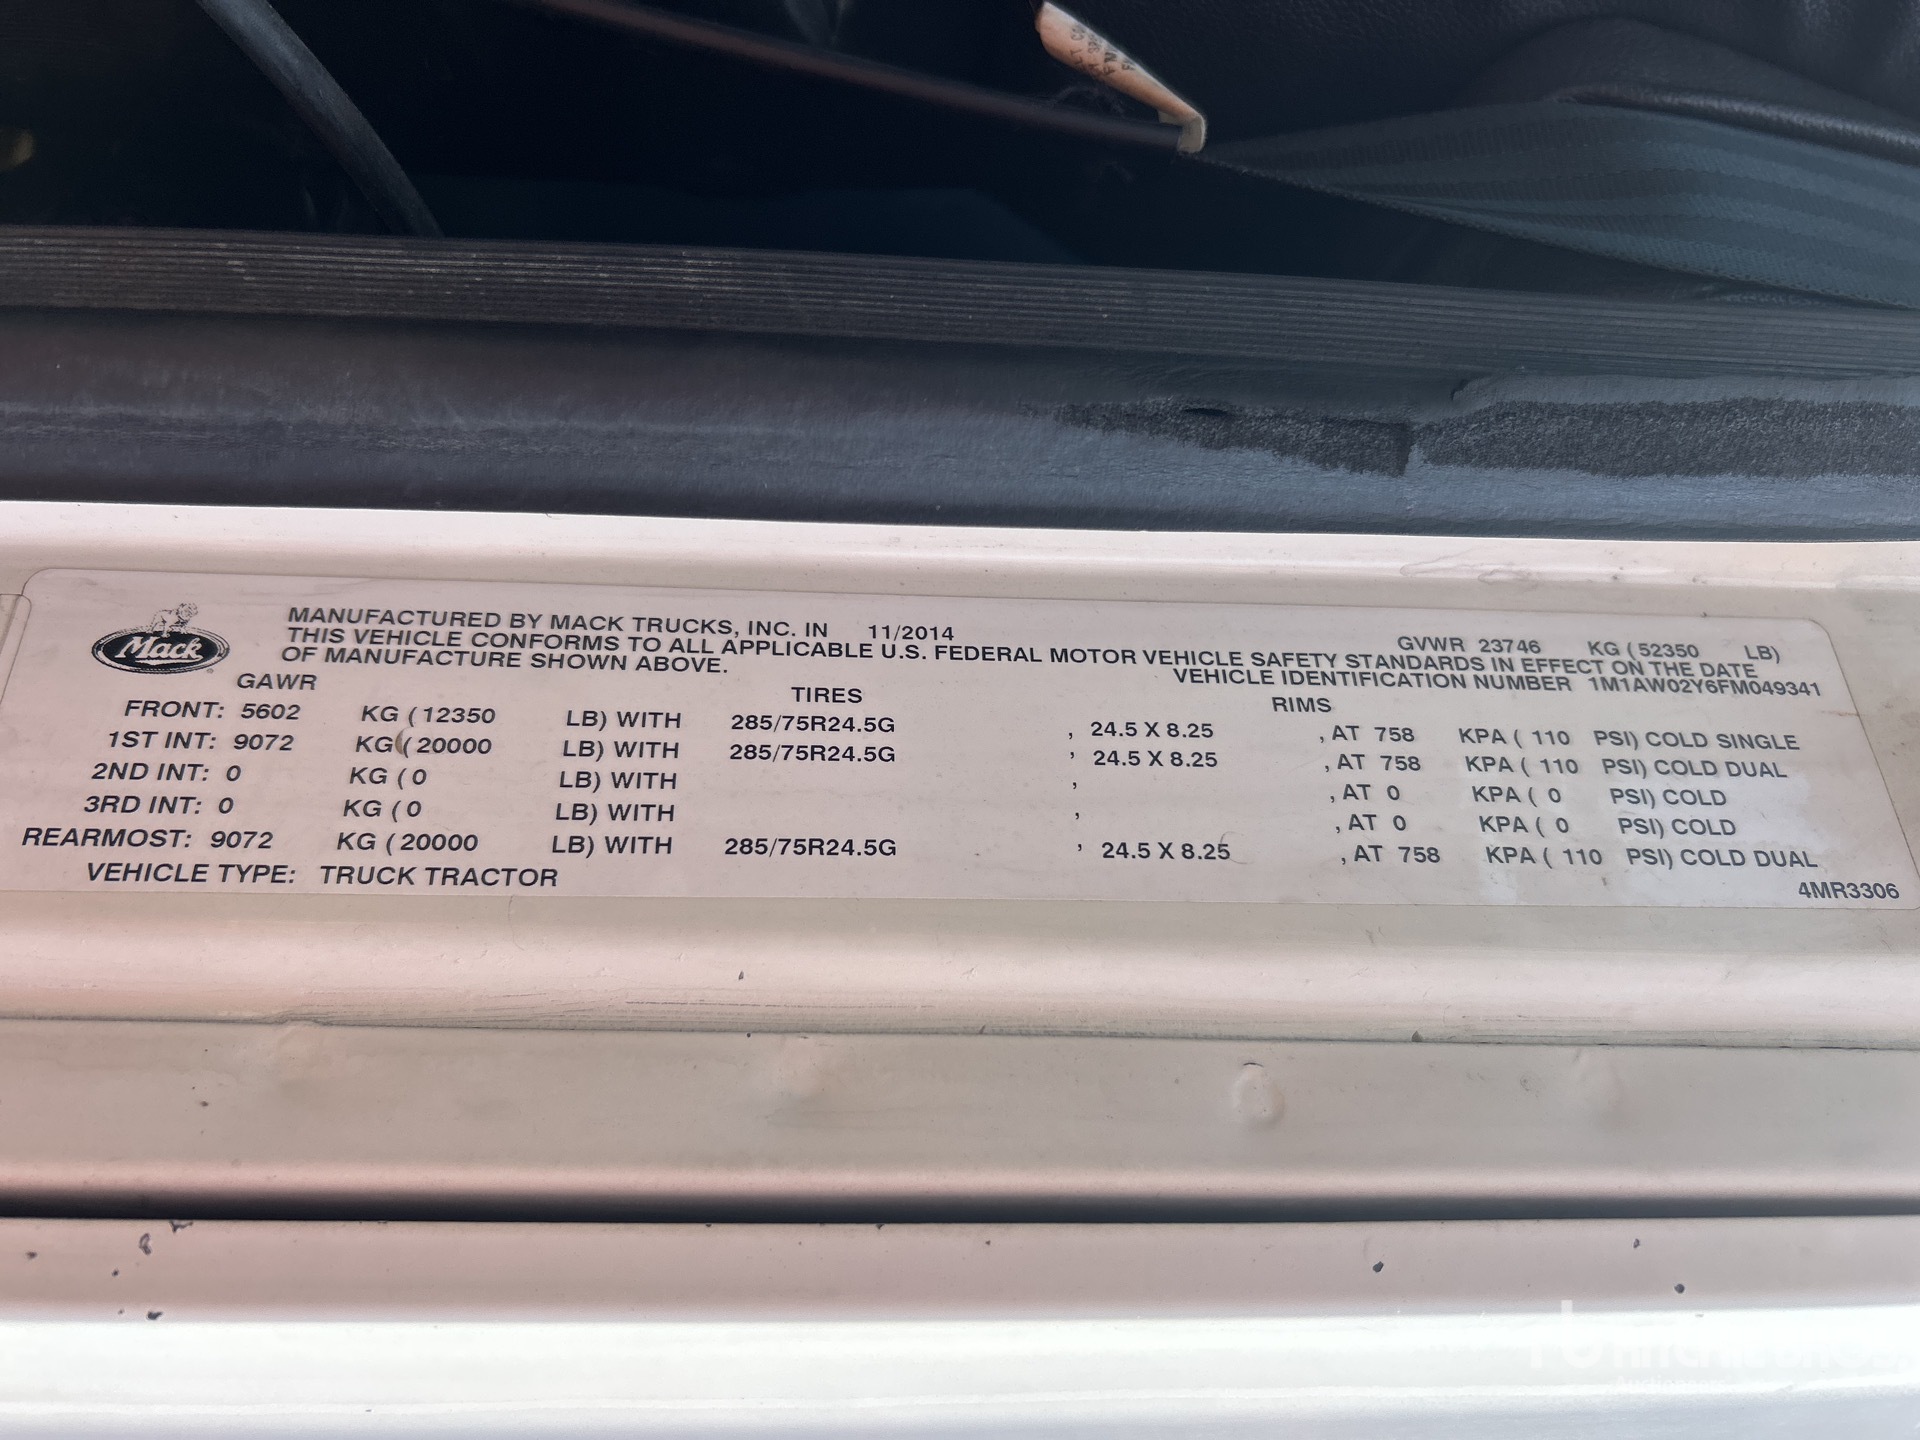 Mack
MANUFACTURED BY MACK TRUCKS, INC. IN 11/2014 GVWR 23746 KG (52350 LB)
THIS VEHICLE CONFORMS TO ALL APPLICABLE U.S. FEDERAL MOTOR VEHICLE SAFETY STANDARDS IN EFFECT ON THE DATE
OF MANUFACTURE SHOWN ABOVE. VEHICLE IDENTIFICATION NUMBER 1M1AW02Y6FM049341
GAWR TIRES RIMS
FRONT: 5602 KG (12350 LB) WITH 285/75R24.5G , 24.5 X 8.25 , AT 758 KPA ( 110 PSI) COLD SINGLE
1ST INT: 9072 KG (20000 LB) WITH 285/75R24.5G , 24.5 X 8.25 , AT 758 KPA ( 110 PSI) COLD DUAL
2ND INT: 0 KG (0 LB) WITH , , AT 0 KPA ( 0 PSI) COLD
3RD INT: 0 KG (0 LB) WITH , , AT 0 KPA ( 0 PSI) COLD
REARMOST: 9072 KG (20000 LB) WITH 285/75R24.5G , 24.5 X 8.25 , AT 758 KPA ( 110 PSI) COLD DUAL
VEHICLE TYPE: TRUCK TRACTOR
4MR3306